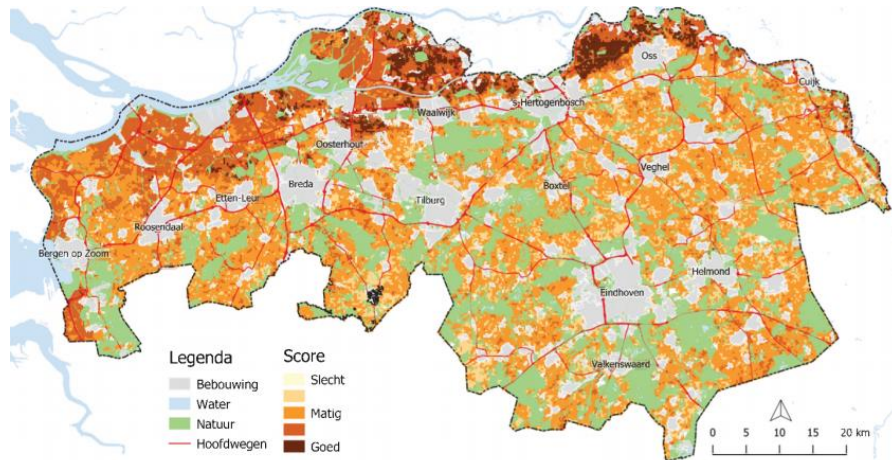 Oss
Cuijk
's-Hertogenbosch
Waalwijk
Oosterhout
Veghel
Breda
Boxtel
Etten-Leur
Tilburg
Roosendaal
Bergen op Zoom
Helmond
Eindhoven
Valkenswaard
Legenda
Bebouwing
Water
Natuur
Hoofdwegen
Score
Slecht
Matig
Goed
0 5 10 15 20 km